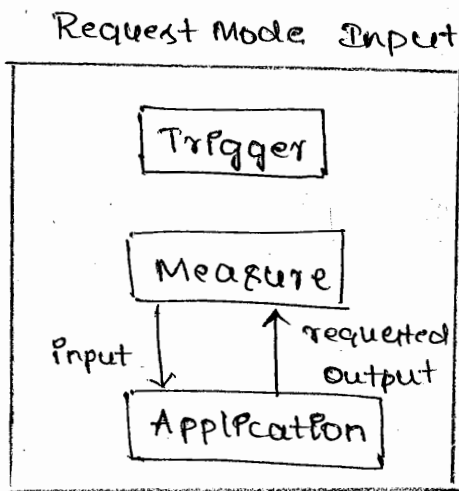 Request Mode Input
Trigger
Measure
input
requested
output
Application